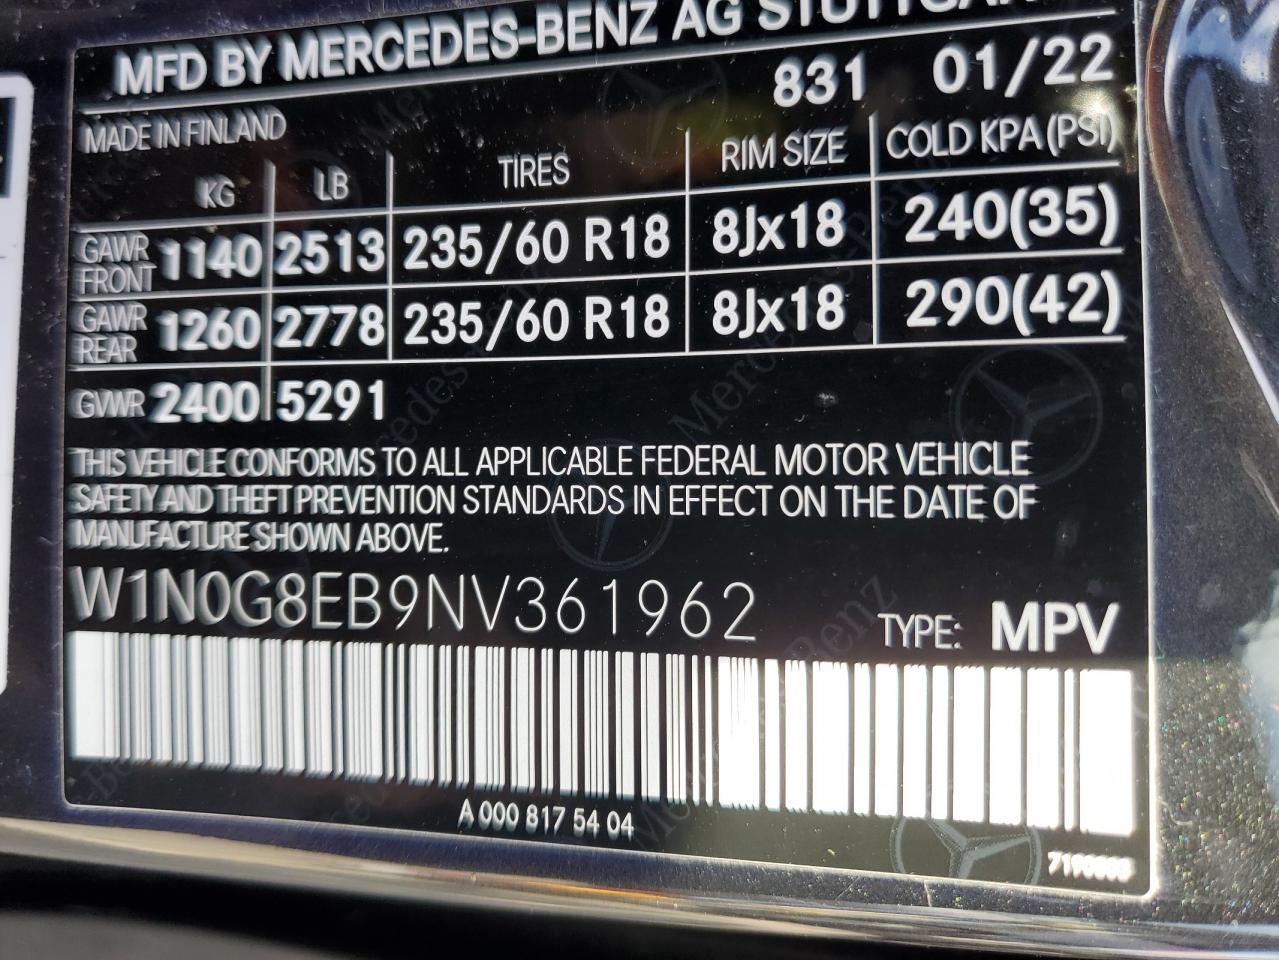 MFD BY MERCEDES-BENZ AG STUTTGART
831 01/22
MADE IN FINLAND
KG LB TIRES RIM SIZE COLD KPA (PSI)
GAWR FRONT 1140 2513 235/60 R18 8Jx18 240(35)
GAWR REAR 1260 2778 235/60 R18 8Jx18 290(42)
GVWR 2400 5291
THIS VEHICLE CONFORMS TO ALL APPLICABLE FEDERAL MOTOR VEHICLE
SAFETY AND THEFT PREVENTION STANDARDS IN EFFECT ON THE DATE OF
MANUFACTURE SHOWN ABOVE.
W1N0G8EB9NV361962
TYPE: MPV
A 000 817 54 04